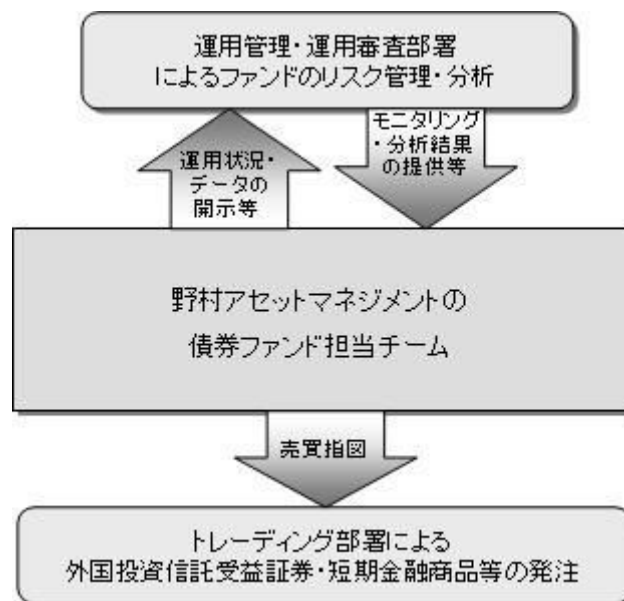 運用管理・運用審査部署
によるファンドのリスク管理・分析
運用状況・
データの
開示等
モニタリング
・分析結果
の提供等
野村アセットマネジメントの
債券ファンド担当チーム
売買指図
トレーディング部署による
外国投資信託受益証券・短期金融商品等の発注